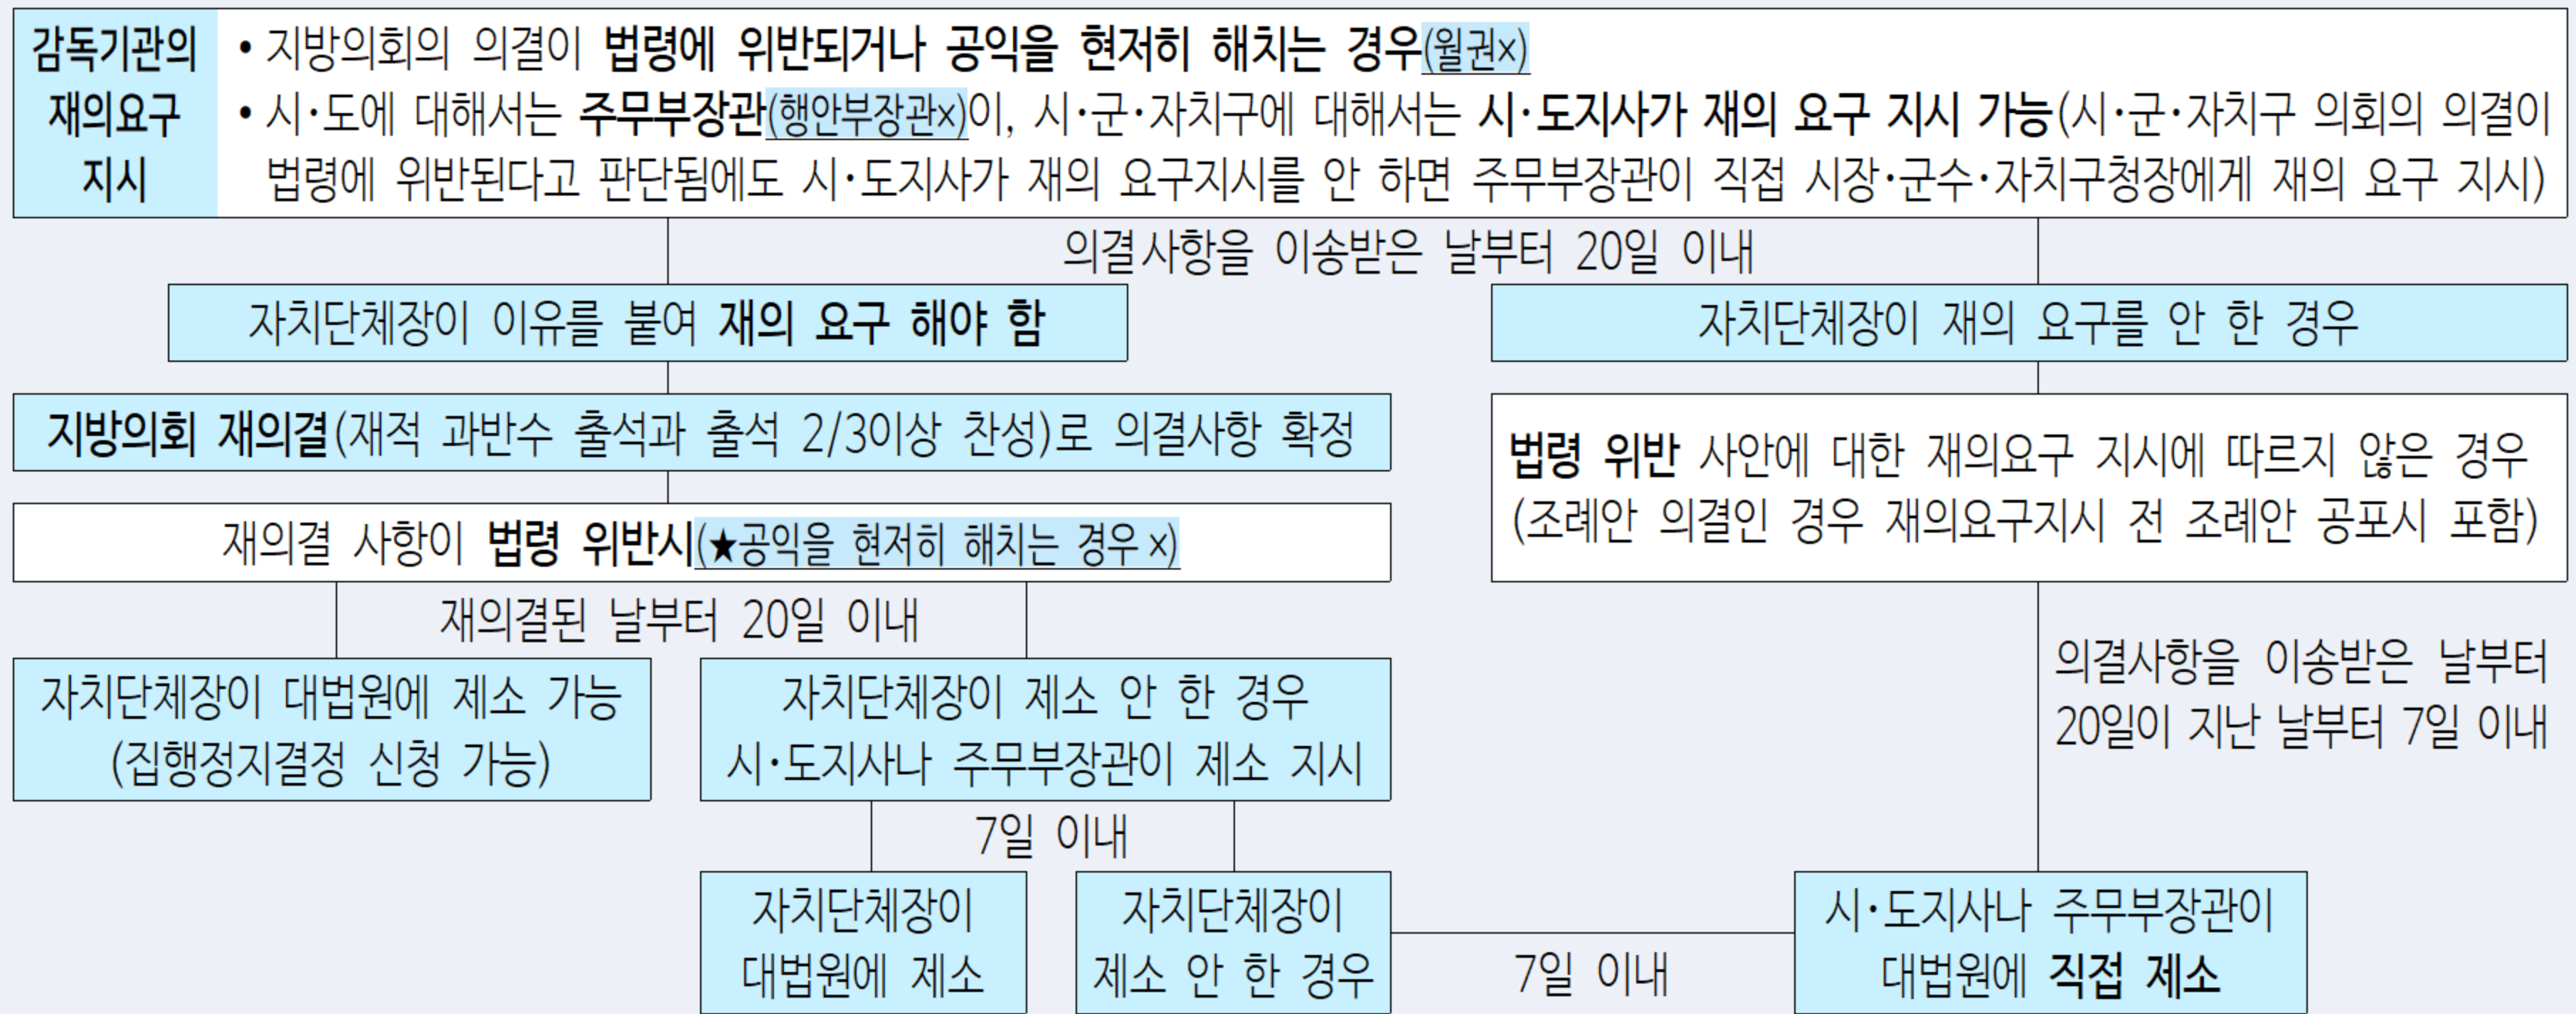 감독기관의
재의요구
지시
• 지방의회의 의결이 법령에 위반되거나 공익을 현저히 해치는 경우(월권×)
• 시·도에 대해서는 주무부장관(행안부장관×)이, 시·군·자치구에 대해서는 시·도지사가 재의 요구 지시 가능(시·군·자치구 의회의 의결이
법령에 위반된다고 판단됨에도 시·도지사가 재의 요구지시를 안 하면 주무부장관이 직접 시장·군수·자치구청장에게 재의 요구 지시)
의결사항을 이송받은 날부터 20일 이내
자치단체장이 이유를 붙여 재의 요구 해야 함
자치단체장이 재의 요구를 안 한 경우
지방의회 재의결(재적 과반수 출석과 출석 2/3이상 찬성)로 의결사항 확정
법령 위반 사안에 대한 재의요구 지시에 따르지 않은 경우
(조례안 의결인 경우 재의요구지시 전 조례안 공포시 포함)
재의결 사항이 법령 위반시(★공익을 현저히 해치는 경우×)
재의결된 날부터 20일 이내
의결사항을 이송받은 날부터
20일이 지난 날부터 7일 이내
자치단체장이 대법원에 제소 가능
(집행정지결정 신청 가능)
자치단체장이 제소 안 한 경우
시·도지사나 주무부장관이 제소 지시
7일 이내
자치단체장이
대법원에 제소
자치단체장이
제소 안 한 경우
7일 이내
시·도지사나 주무부장관이
대법원에 직접 제소